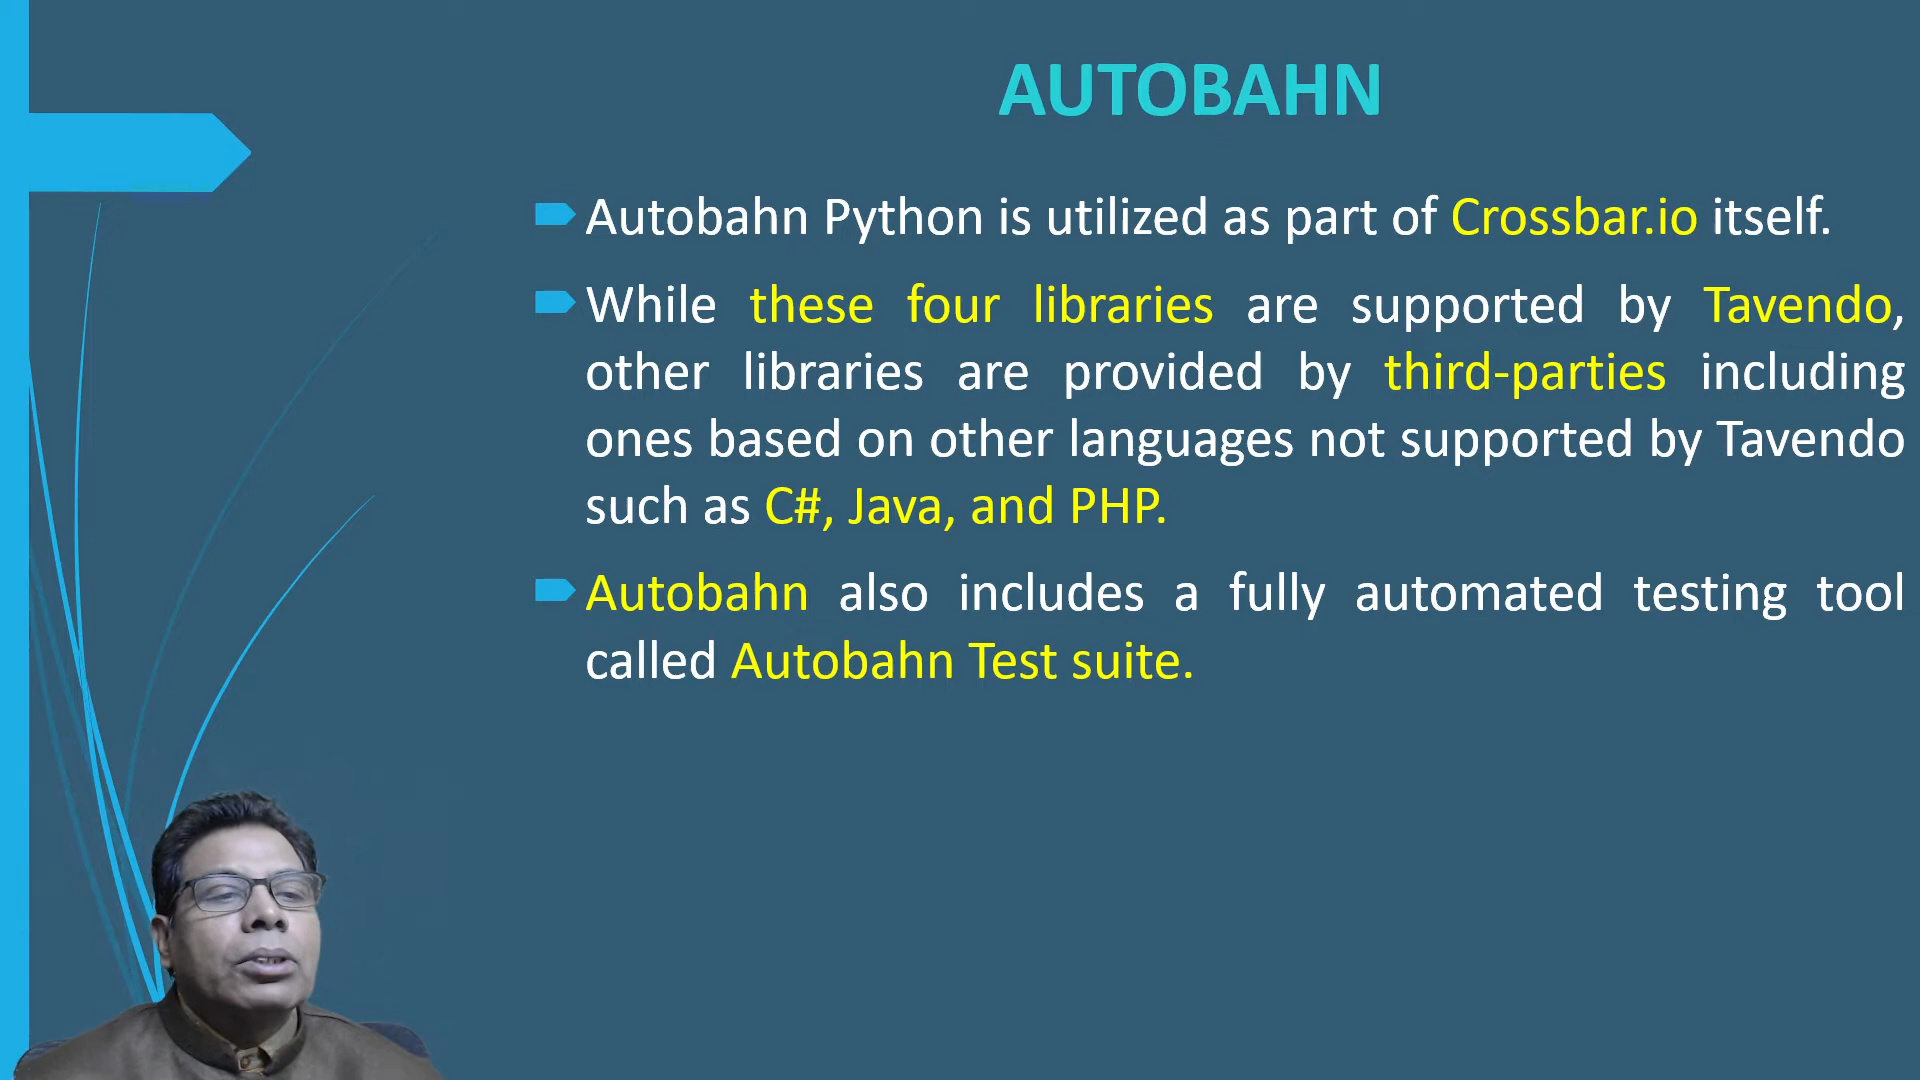 AUTOBAHN
Autobahn Python is utilized as part of Crossbar.io itself.
While these four libraries are supported by Tavendo,
other libraries are provided by third-parties including
ones based on other languages not supported by Tavendo
such as C#, Java, and PHP.
Autobahn also includes a fully automated testing tool
called Autobahn Test suite.